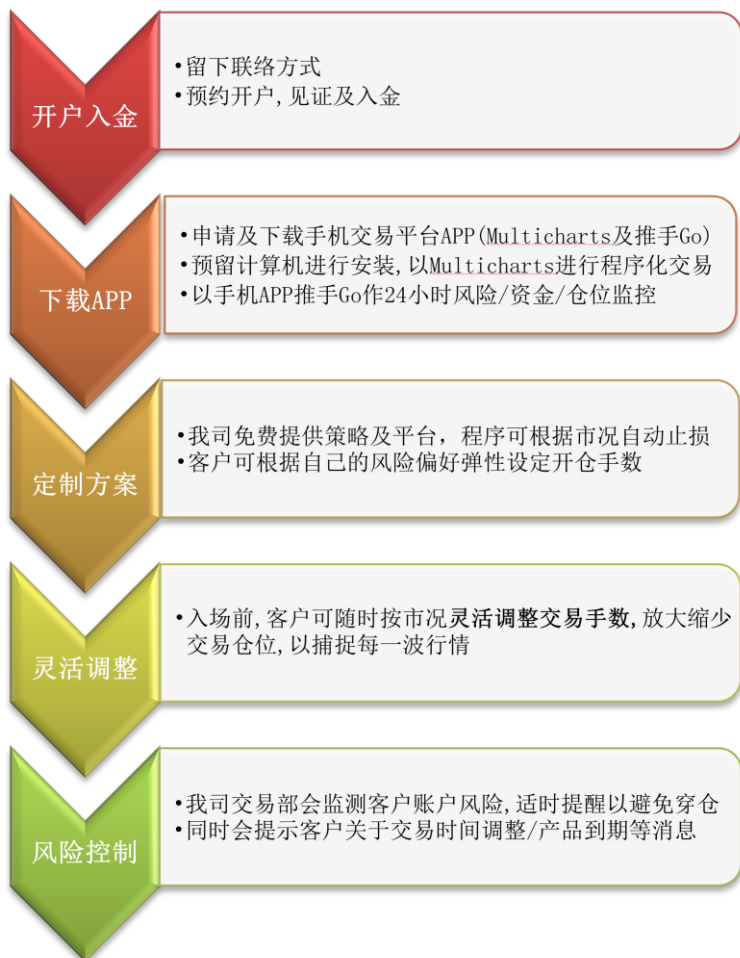 开户入金
•留下联络方式
•预约开户,见证及入金
下载APP
•申请及下载手机交易平台APP(Multicharts及推手Go)
•预留计算机进行安装,以Multicharts进行程序化交易
•以手机APP推手Go作24小时风险/资金/仓位监控
定制方案
•我司免费提供策略及平台，程序可根据市况自动止损
•客户可根据自己的风险偏好弹性设定开仓手数
灵活调整
•入场前,客户可随时按市况灵活调整交易手数,放大缩少
交易仓位,以捕捉每一波行情
风险控制
•我司交易部会监测客户账户风险,适时提醒以避免穿仓
•同时会提示客户关于交易时间调整/产品到期等消息